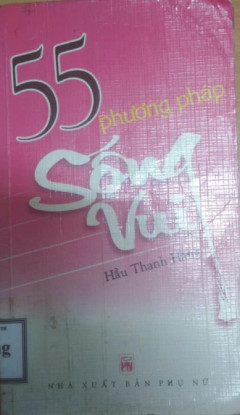 55
phương pháp
Sống
Vui
Hầu Thanh
NHÀ XUẤT BẢN PHỤ NỮ